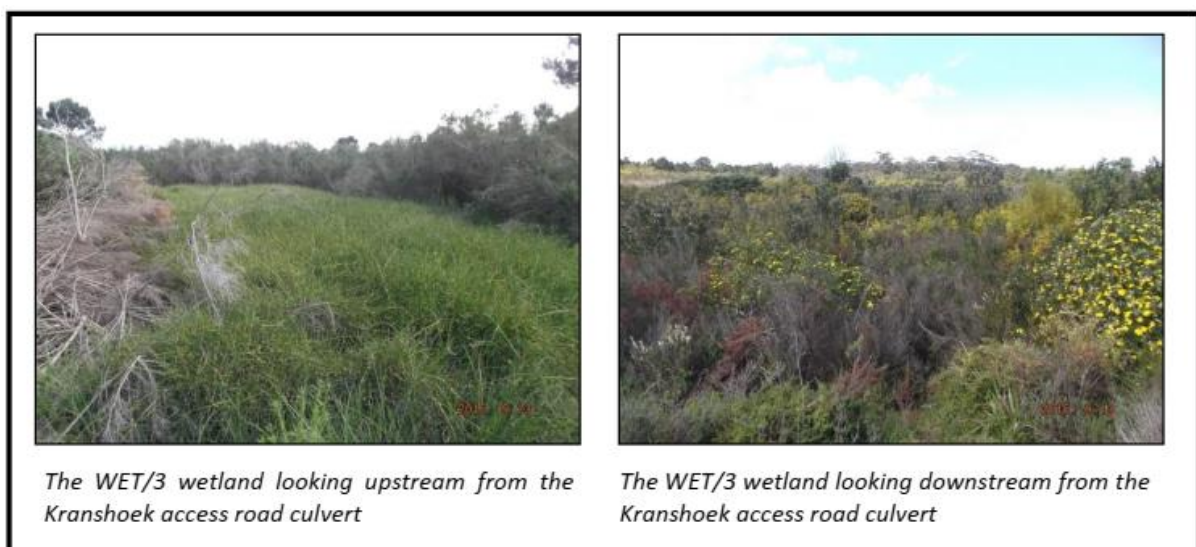 The WET/3 wetland looking upstream from the
Kranshoek access road culvert
The WET/3 wetland looking downstream from the
Kranshoek access road culvert